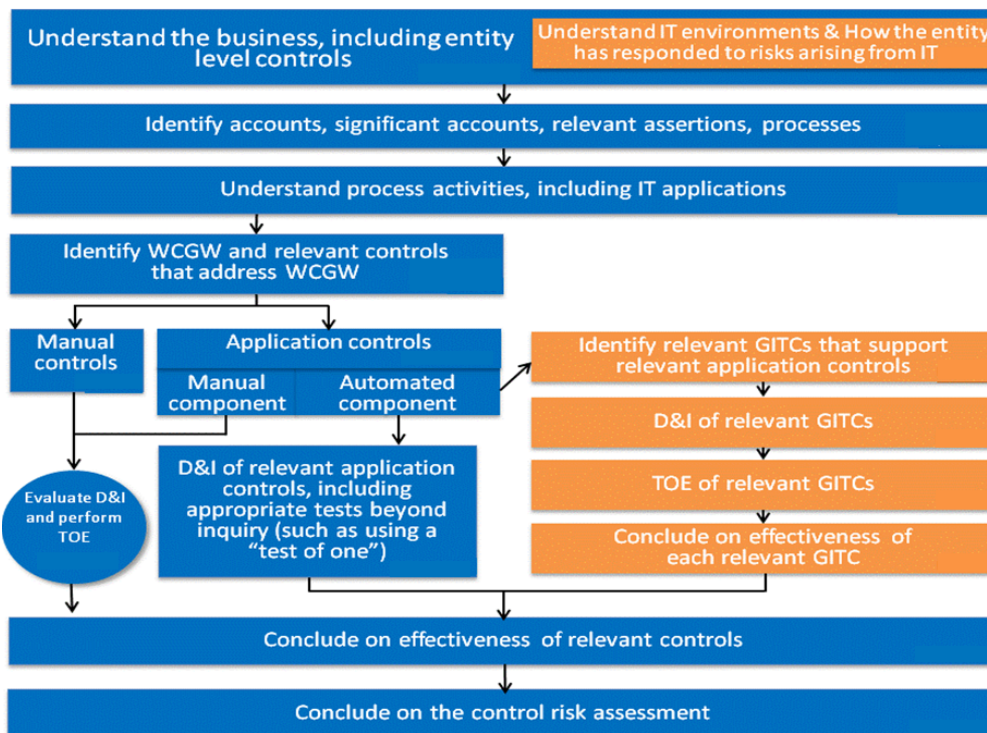 Understand the business, including entity
level controls
Understand IT environments & How the entity
has responded to risks arising from IT
Identify accounts, significant accounts, relevant assertions, processes
Understand process activities, including IT applications
Identify WCGW and relevant controls
that address WCGW
Manual
controls
Application controls
Manual
component
Automated
component
Identify relevant GITCs that support
relevant application controls
D&I of relevant GITCs
TOE of relevant GITCs
Conclude on effectiveness of
each relevant GITC
Evaluate D&I
and perform
TOE
D&I of relevant application
controls, including
appropriate tests beyond
inquiry (such as using a
“test of one”)
Conclude on effectiveness of relevant controls
Conclude on the control risk assessment